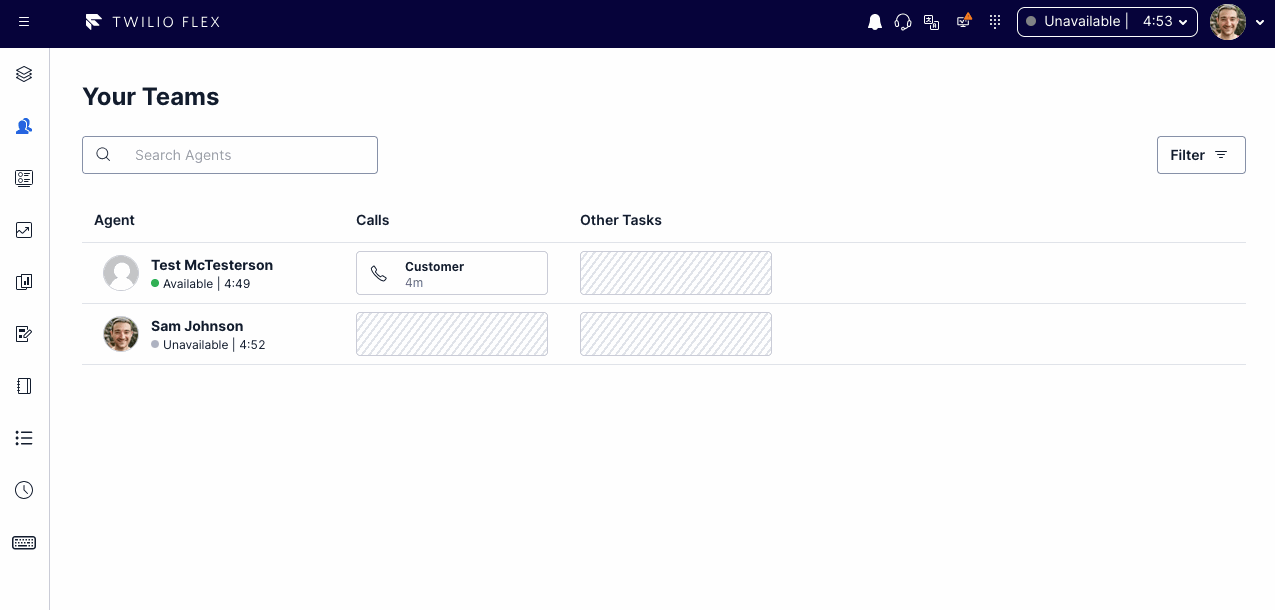 TWILIO FLEX
Unavailable | 4:53
Your Teams
Search Agents
Filter
Agent Calls Other Tasks
Test McTesterson
Available | 4:49
Customer
4m
Sam Johnson
Unavailable | 4:52